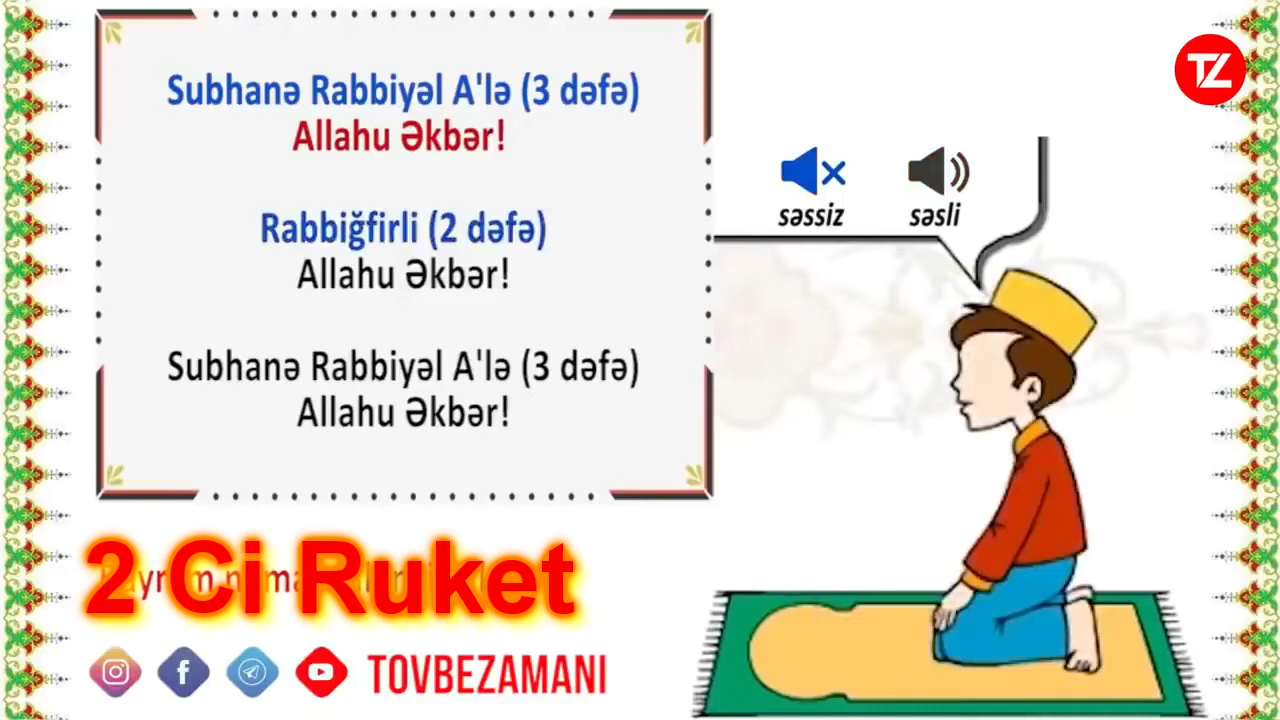 Subhanə Rabbiyəl A'lə (3 dəfə)
Allahu Əkbər!
Rabbiğfirli (2 dəfə)
Allahu Əkbər!
Subhanə Rabbiyəl A'lə (3 dəfə)
Allahu Əkbər!
səssiz
səsli
TZ
2 Ci Ruket
TOVBEZAMANI